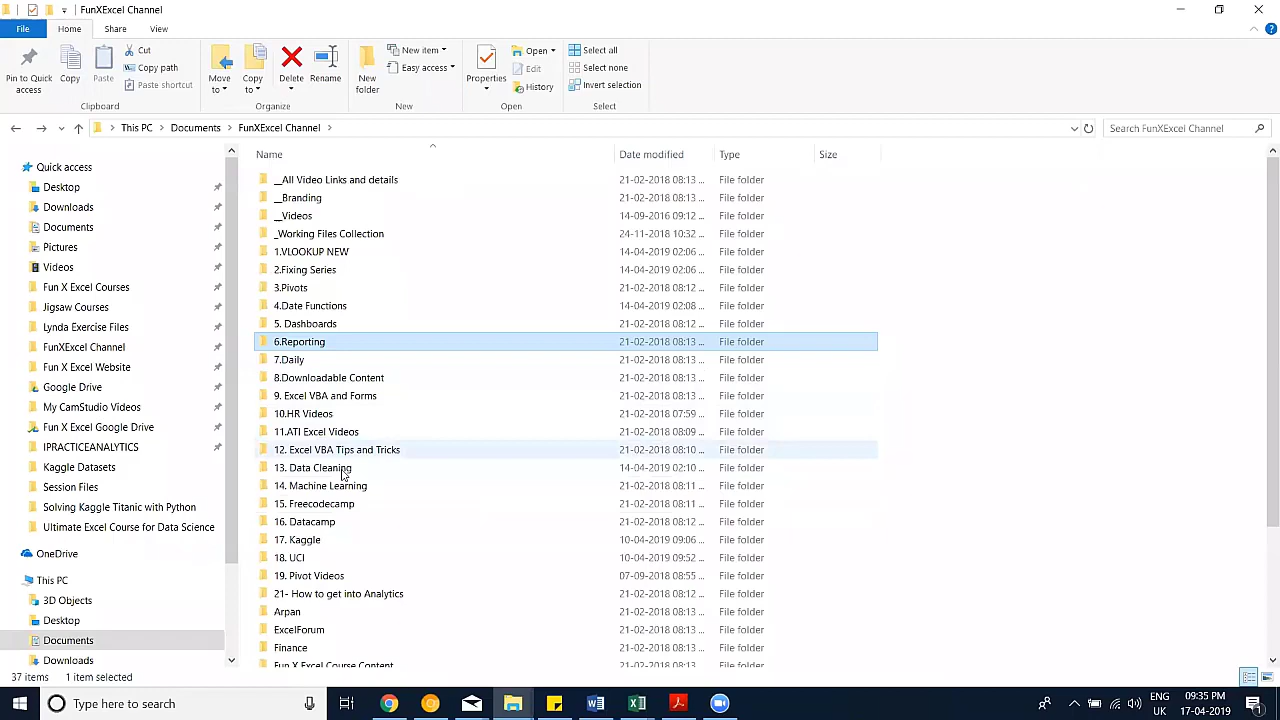 FunXExcel Channel
File Home Share View
Pin to Quick access
Copy
Paste
Cut
Copy path
Paste shortcut
Clipboard
Move to
Copy to
Delete
Rename
Organize
New folder
New item
Easy access
New
Properties
Open
Edit
History
Open
Select all
Select none
Invert selection
Select
This PC > Documents > FunXExcel Channel >
Search FunXExcel Channel
Quick access
Desktop
Downloads
Documents
Pictures
Videos
Fun X Excel Courses
Jigsaw Courses
Lynda Exercise Files
FunXExcel Channel
Fun X Excel Website
Google Drive
My CamStudio Videos
Fun X Excel Google Drive
IPRACTICEANALYTICS
Kaggle Datasets
Session Files
Solving Kaggle Titanic with Python
Ultimate Excel Course for Data Science
OneDrive
This PC
3D Objects
Desktop
Documents
Downloads
Name Date modified Type Size
__All Video Links and details 21-02-2018 08:13 ... File folder
__Branding 21-02-2018 08:13 ... File folder
__Videos 14-09-2016 09:12 ... File folder
_Working Files Collection 24-11-2018 10:32 ... File folder
1.VLOOKUP NEW 14-04-2019 02:06 ... File folder
2.Fixing Series 14-04-2019 02:06 ... File folder
3.Pivots 21-02-2018 08:12 ... File folder
4.Date Functions 14-04-2019 02:08 ... File folder
5. Dashboards 21-02-2018 08:12 ... File folder
6.Reporting 21-02-2018 08:13 ... File folder
7.Daily 21-02-2018 08:13 ... File folder
8.Downloadable Content 21-02-2018 08:13 ... File folder
9. Excel VBA and Forms 21-02-2018 08:13 ... File folder
10.HR Videos 21-02-2018 07:59 ... File folder
11.ATI Excel Videos 21-02-2018 08:09 ... File folder
12. Excel VBA Tips and Tricks 21-02-2018 08:10 ... File folder
13. Data Cleaning 14-04-2019 02:10 ... File folder
14. Machine Learning 21-02-2018 08:11 ... File folder
15. Freecodecamp 21-02-2018 08:11 ... File folder
16. Datacamp 21-02-2018 08:12 ... File folder
17. Kaggle 10-04-2019 09:06 ... File folder
18. UCI 10-04-2019 09:52 ... File folder
19. Pivot Videos 07-09-2018 08:55 ... File folder
21- How to get into Analytics 21-02-2018 08:12 ... File folder
Arpan 21-02-2018 08:13 ... File folder
ExcelForum 21-02-2018 08:13 ... File folder
Finance 21-02-2018 08:13 ... File folder
Fun X Excel Course Content 21-02-2018 08:13 ... File folder
37 items 1 item selected
Type here to search
ENG
UK
09:35 PM
17-04-2019
1